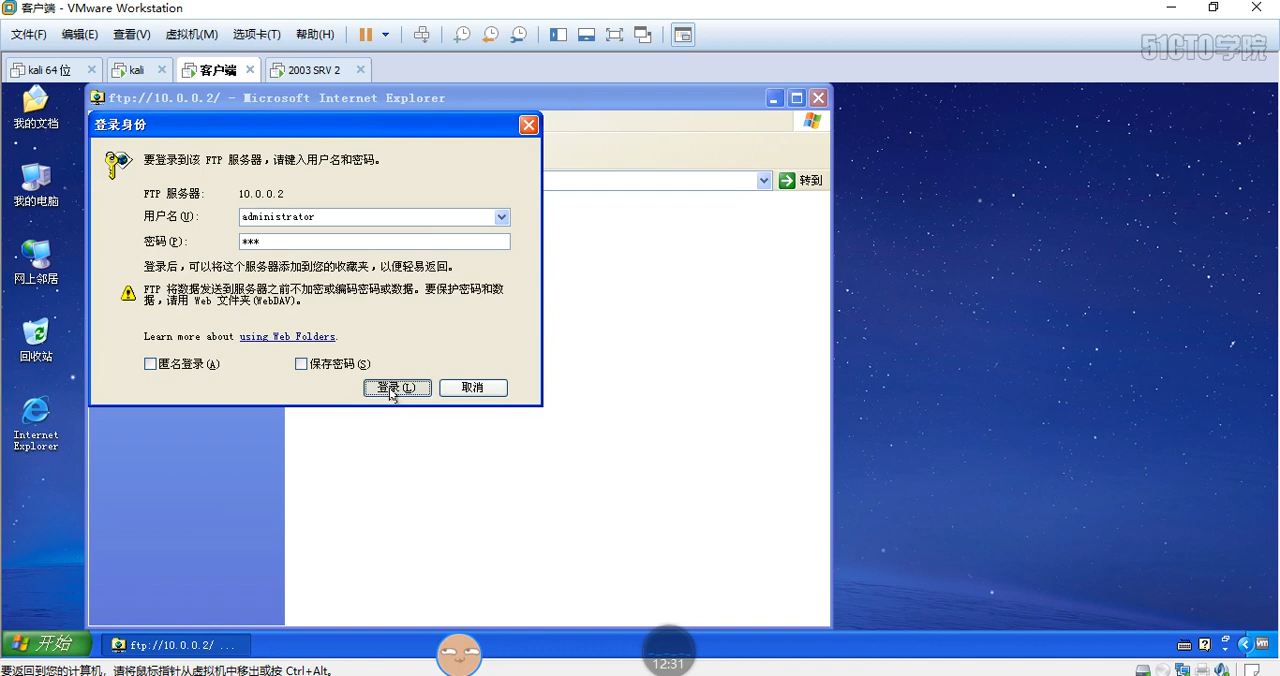 客户端 - VMware Workstation
文件(F) 编辑(E) 查看(V) 虚拟机(M) 选项卡(T) 帮助(H)
51CTO学院
kali 64 位 kali 客户端 2003 SRV 2
ftp://10.0.0.2/ - Microsoft Internet Explorer
我的文档
我的电脑
网上邻居
回收站
Internet
Explorer
登录身份
要登录到该 FTP 服务器，请键入用户名和密码。
FTP 服务器: 10.0.0.2
用户名(U): administrator
密码(P): ***
登录后，可以将这个服务器添加到您的收藏夹，以便轻易返回。
FTP 将数据发送到服务器之前不加密或编码密码或数据。要保护密码和数
据，请用 Web 文件夹(WebDAV)。
Learn more about using Web Folders.
匿名登录(A) 保存密码(S)
登录(L) 取消
转到
开始 ftp://10.0.0.2/ ...
12:31
要返回到您的计算机，请将鼠标指针从虚拟机中移出或按 Ctrl+Alt。